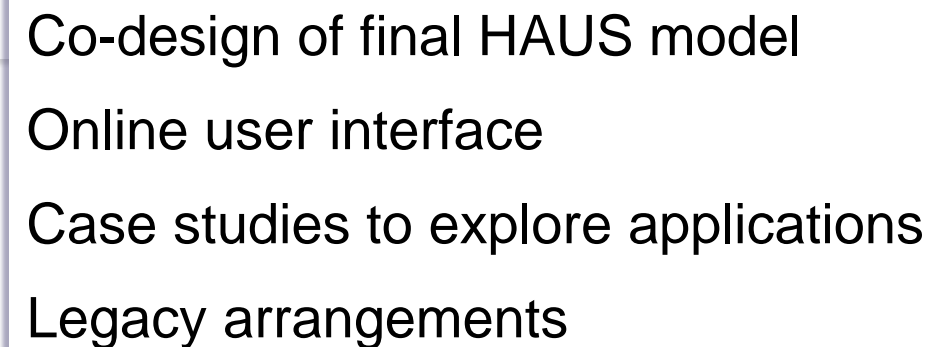 Co-design of final HAUS model
Online user interface
Case studies to explore applications
Legacy arrangements